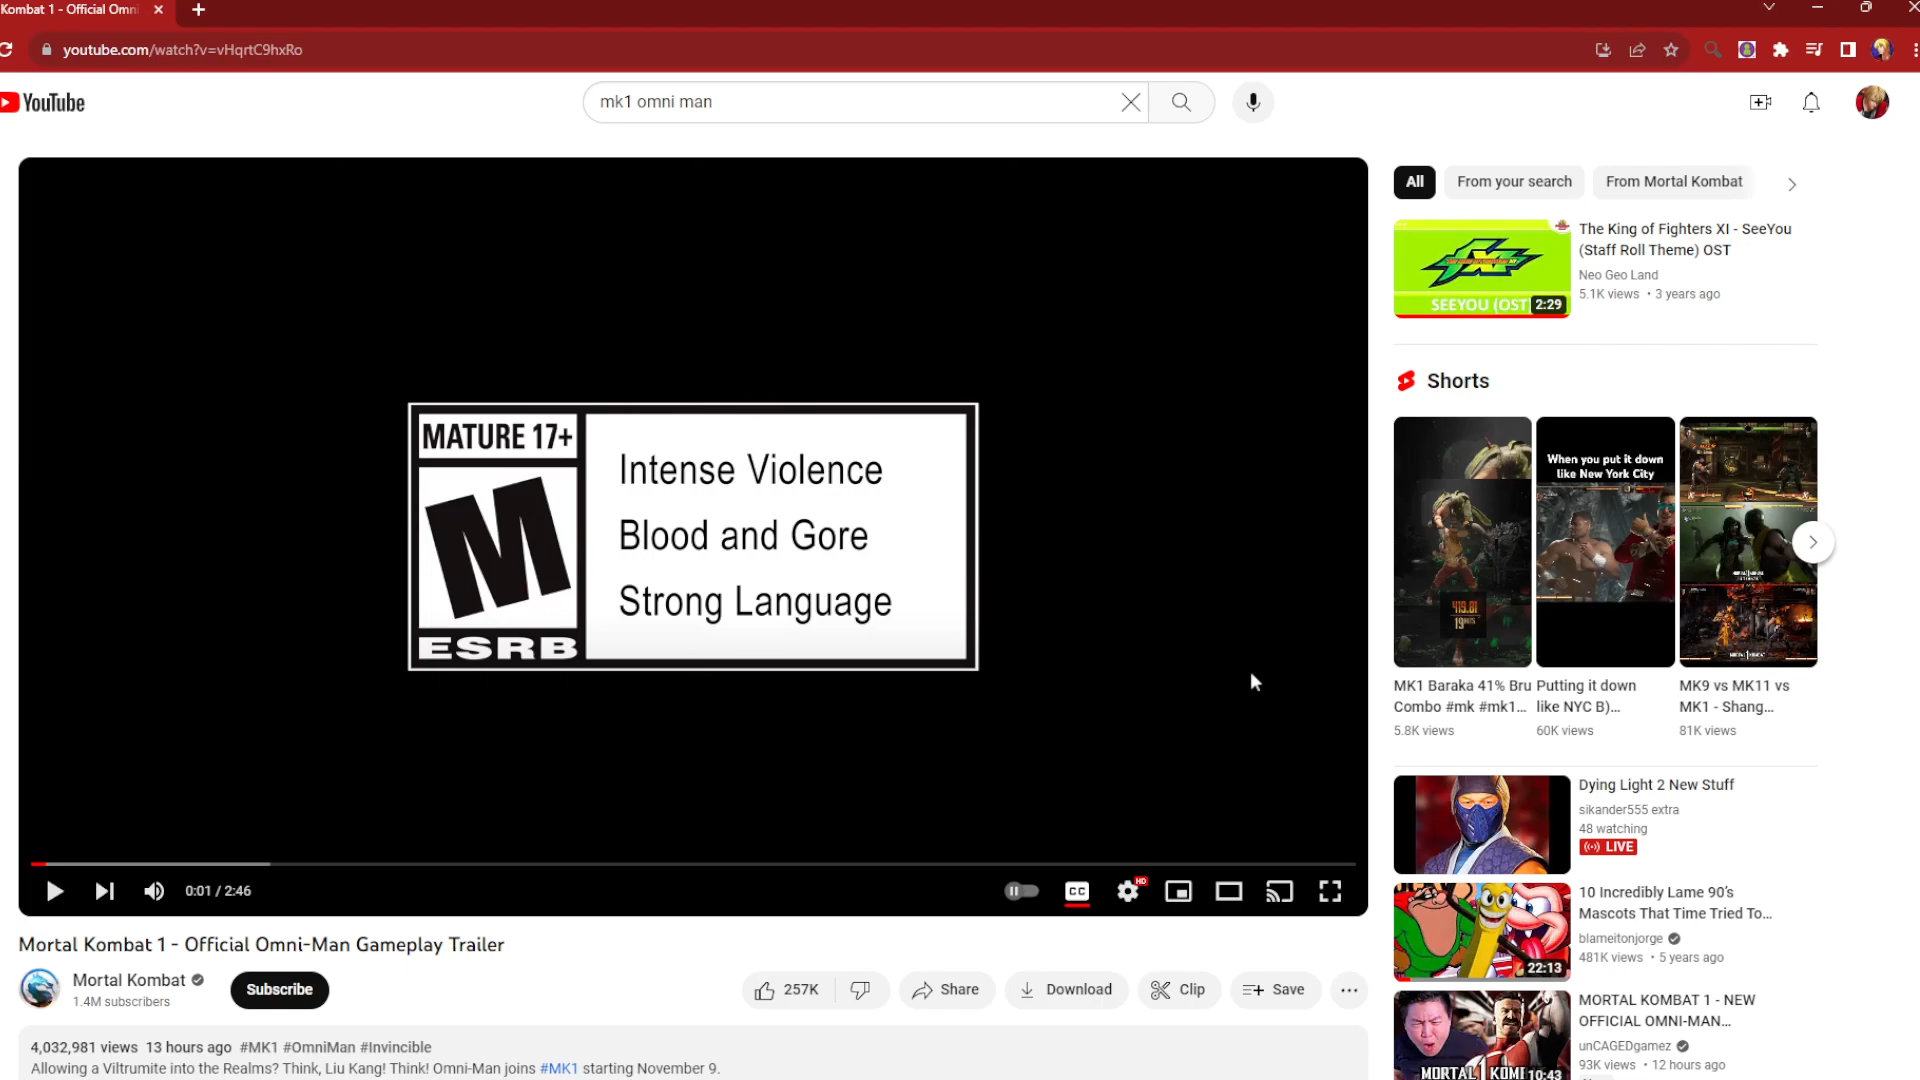 Kombat 1 - Official Omni
youtube.com/watch?v=vHqrtC9hxRo
YouTube
mk1 omni man
MATURE 17+
M
ESRB
Intense Violence
Blood and Gore
Strong Language
0:01 / 2:46
CC
HD
Mortal Kombat 1 - Official Omni-Man Gameplay Trailer
Mortal Kombat
1.4M subscribers
Subscribe
257K
Share
Download
Clip
Save
4,032,981 views 13 hours ago #MK1 #OmniMan #Invincible
Allowing a Viltrumite into the Realms? Think, Liu Kang! Think! Omni-Man joins #MK1 starting November 9.
All
From your search
From Mortal Kombat
SEEYOU (OST
2:29
The King of Fighters XI - SeeYou
(Staff Roll Theme) OST
Neo Geo Land
5.1K views • 3 years ago
Shorts
419.81
19 HITS
When you put it down
like New York City
MK1 Baraka 41% Bru
Combo #mk #mk1...
5.8K views
Putting it down
like NYC B)...
60K views
MK9 vs MK11 vs
MK1 - Shang...
81K views
Dying Light 2 New Stuff
sikander555 extra
48 watching
LIVE
22:13
10 Incredibly Lame 90's
Mascots That Time Tried To...
blameitonjorge
481K views • 5 years ago
MORTAL KOMB
10:43
MORTAL KOMBAT 1 - NEW
OFFICIAL OMNI-MAN...
unCAGEDgamez
93K views • 12 hours ago